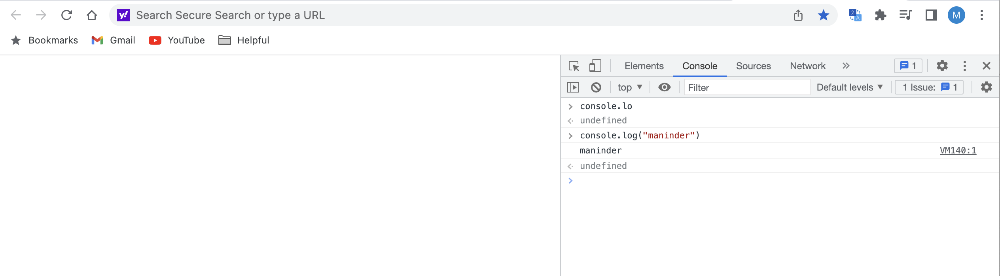 y! Search Secure Search or type a URL M
Bookmarks Gmail YouTube Helpful
Elements Console Sources Network » 1
top Filter Default levels 1 Issue: 1
> console.lo
undefined
> console.log("maninder")
maninder VM140:1
undefined
>